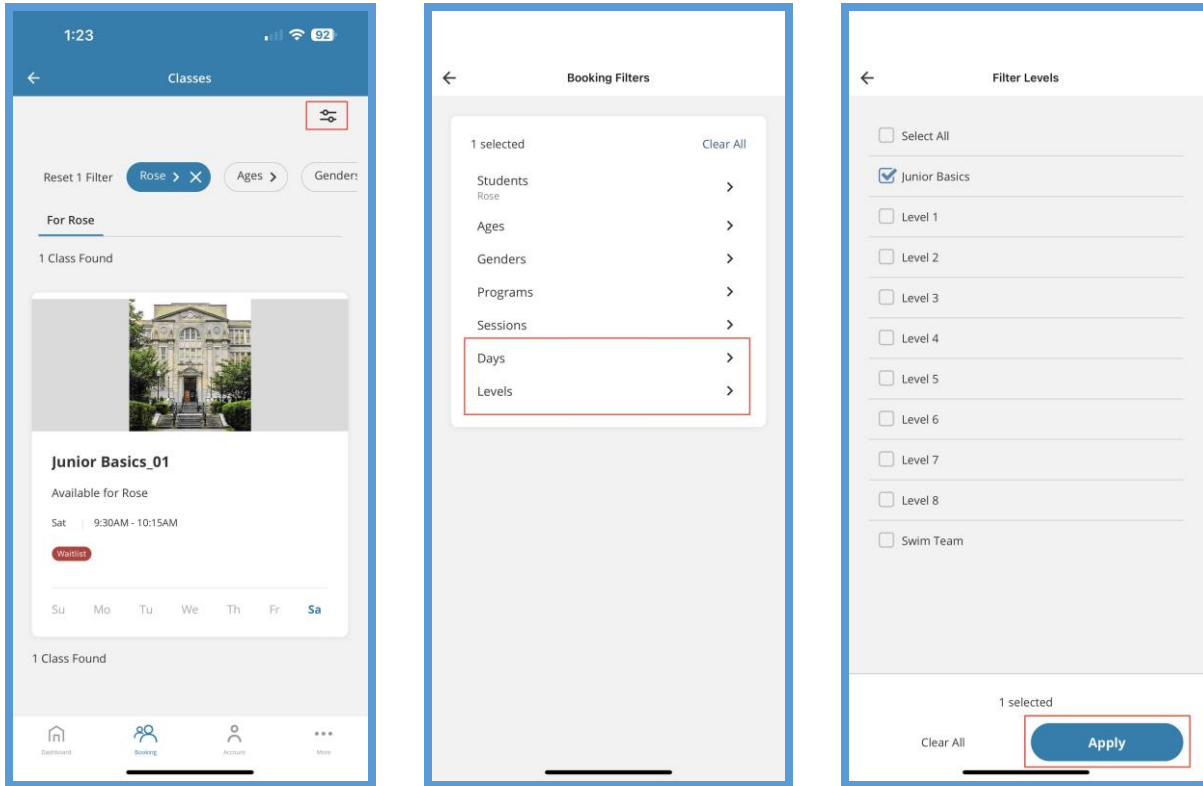 1:23
92
Classes
Reset 1 Filter
Rose
Ages
Genders
For Rose
1 Class Found
Junior Basics_01
Available for Rose
Sat 9:30AM - 10:15AM
Waitlist
Su Mo Tu We Th Fr Sa
1 Class Found
Dashboard Booking Account More
Booking Filters
1 selected Clear All
Students
Rose
Ages
Genders
Programs
Sessions
Days
Levels
Filter Levels
Select All
Junior Basics
Level 1
Level 2
Level 3
Level 4
Level 5
Level 6
Level 7
Level 8
Swim Team
1 selected
Clear All Apply